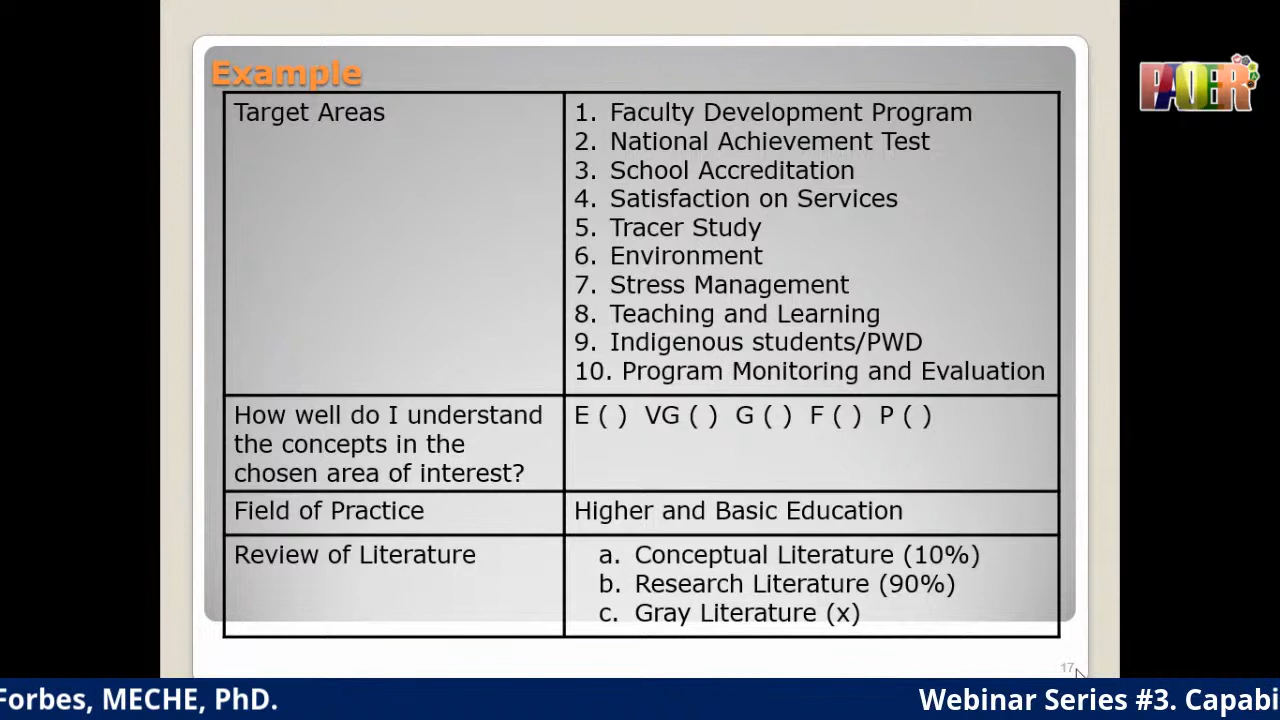 Example
PAOER
Target Areas
1. Faculty Development Program
2. National Achievement Test
3. School Accreditation
4. Satisfaction on Services
5. Tracer Study
6. Environment
7. Stress Management
8. Teaching and Learning
9. Indigenous students/PWD
10. Program Monitoring and Evaluation
How well do I understand
the concepts in the
chosen area of interest?
E ( )  VG ( )  G ( )  F ( )  P ( )
Field of Practice
Higher and Basic Education
Review of Literature
a. Conceptual Literature (10%)
b. Research Literature (90%)
c. Gray Literature (x)
17
Forbes, MECHE, PhD.
Webinar Series #3. Capabi